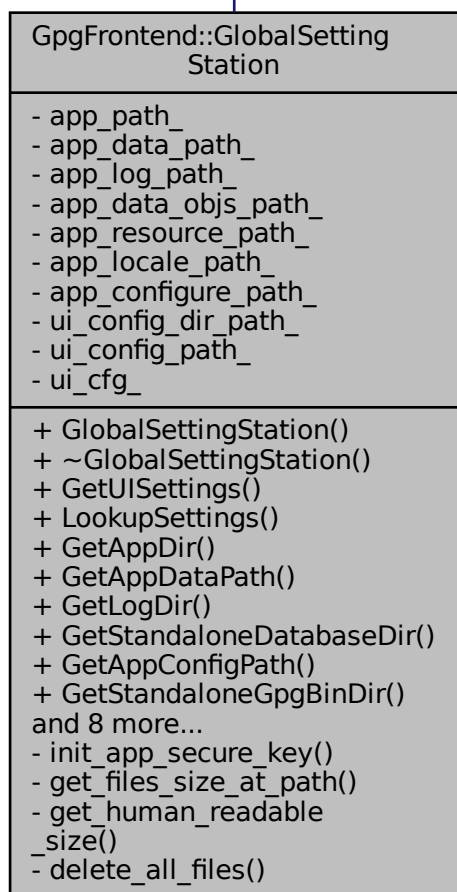 GpgFrontend::GlobalSetting
Station
- app_path_
- app_data_path_
- app_log_path_
- app_data_objs_path_
- app_resource_path_
- app_locale_path_
- app_configure_path_
- ui_config_dir_path_
- ui_config_path_
- ui_cfg_
+ GlobalSettingStation()
+ ~GlobalSettingStation()
+ GetUISettings()
+ LookupSettings()
+ GetAppDir()
+ GetAppDataPath()
+ GetLogDir()
+ GetStandaloneDatabaseDir()
+ GetAppConfigPath()
+ GetStandaloneGpgBinDir()
and 8 more...
- init_app_secure_key()
- get_files_size_at_path()
- get_human_readable
_size()
- delete_all_files()